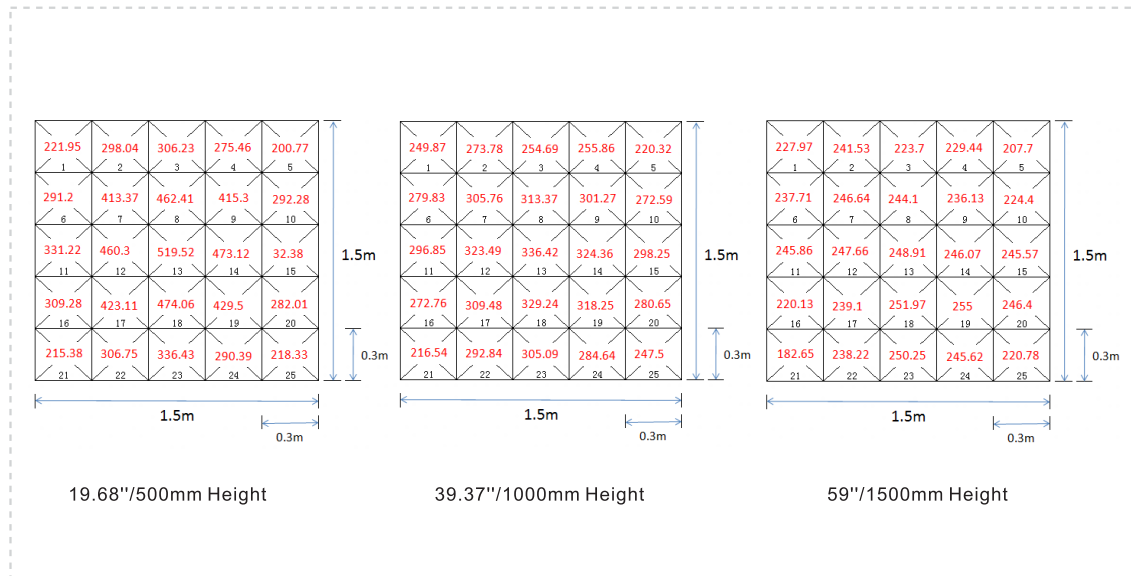 221.95 298.04 306.23 275.46 200.77
1 2 3 4 5
291.2 413.37 462.41 415.3 292.28
6 7 8 9 10
331.22 460.3 519.52 473.12 32.38
11 12 13 14 15
309.28 423.11 474.06 429.5 282.01
16 17 18 19 20
215.38 306.75 336.43 290.39 218.33
21 22 23 24 25
1.5m
0.3m
1.5m
0.3m
19.68''/500mm Height
249.87 273.78 254.69 255.86 220.32
1 2 3 4 5
279.83 305.76 313.37 301.27 272.59
6 7 8 9 10
296.85 323.49 336.42 324.36 298.25
11 12 13 14 15
272.76 309.48 329.24 318.25 280.65
16 17 18 19 20
216.54 292.84 305.09 284.64 247.5
21 22 23 24 25
1.5m
0.3m
1.5m
0.3m
39.37''/1000mm Height
227.97 241.53 223.7 229.44 207.7
1 2 3 4 5
237.71 246.64 244.1 236.13 224.4
6 7 8 9 10
245.86 247.66 248.91 246.07 245.57
11 12 13 14 15
220.13 239.1 251.97 255 246.4
16 17 18 19 20
182.65 238.22 250.25 245.62 220.78
21 22 23 24 25
1.5m
0.3m
1.5m
0.3m
59''/1500mm Height